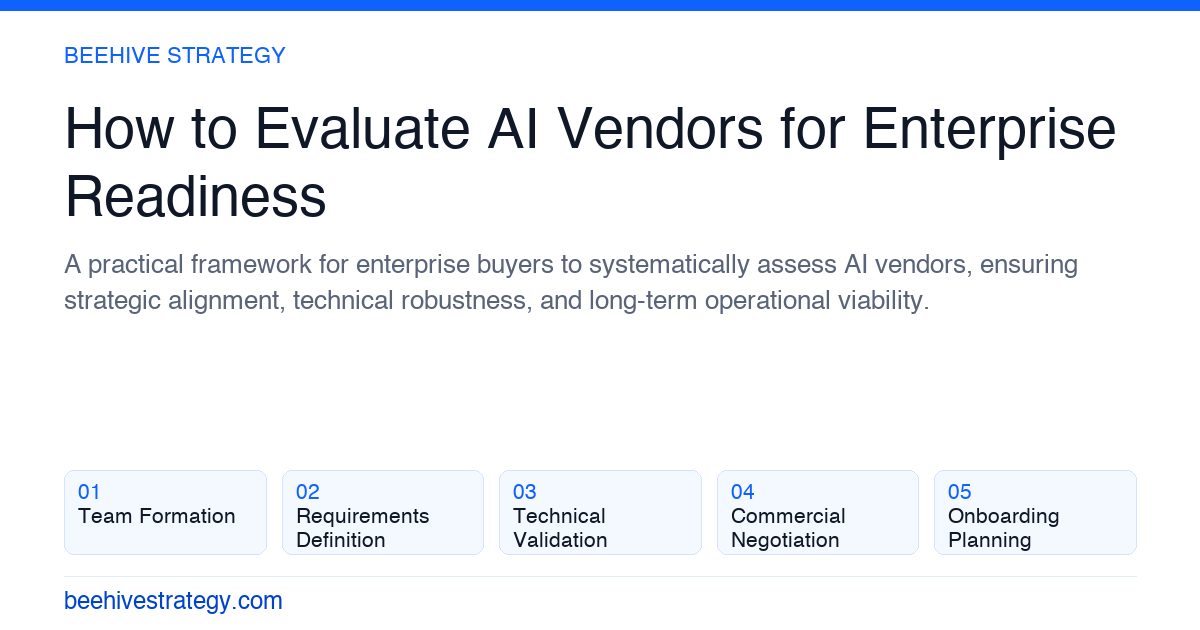 BEEHIVE STRATEGY
How to Evaluate AI Vendors for Enterprise
Readiness
A practical framework for enterprise buyers to systematically assess AI vendors, ensuring
strategic alignment, technical robustness, and long-term operational viability.
01
Team Formation
02
Requirements
Definition
03
Technical
Validation
04
Commercial
Negotiation
05
Onboarding
Planning
beehivestrategy.com